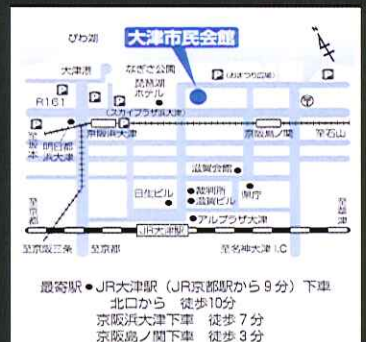 大津市民会館
びわ湖
大津港
なぎさ公園
琵琶湖
ホテル
P
(おまつり広場)
P
P
R161
P
(スカイプラザ浜大津)
P
P
京阪浜大津
京阪島ノ関
至石山
至坂本
明日都
浜大津
滋賀会館
日生ビル
裁判所
滋賀ビル
県庁
アルプラザ大津
至京都
JR大津駅
至草津
至京阪三条
至京都
至名神大津I.C
最寄駅●JR大津駅(JR京都駅から9分)下車
北口から 徒歩10分
京阪浜大津下車 徒歩7分
京阪島ノ関下車 徒歩3分